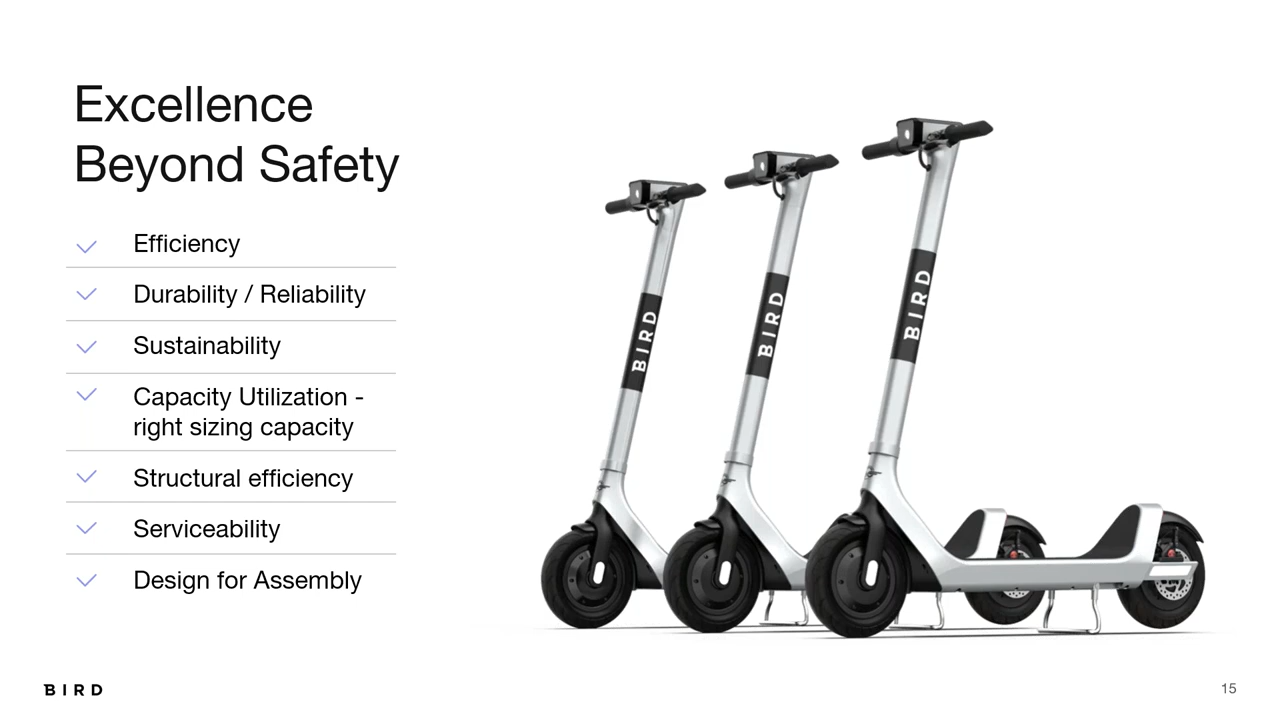 Excellence
Beyond Safety
Efficiency
Durability / Reliability
Sustainability
Capacity Utilization -
right sizing capacity
Structural efficiency
Serviceability
Design for Assembly
BIRD
BIRD
BIRD
BIRD
15